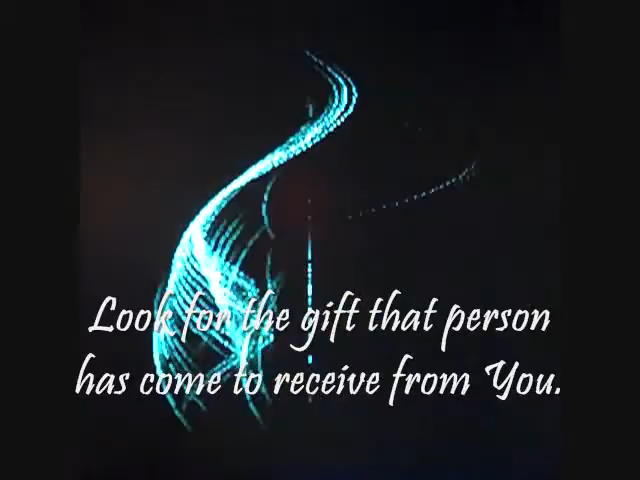 Look for the gift that person
has come to receive from You.